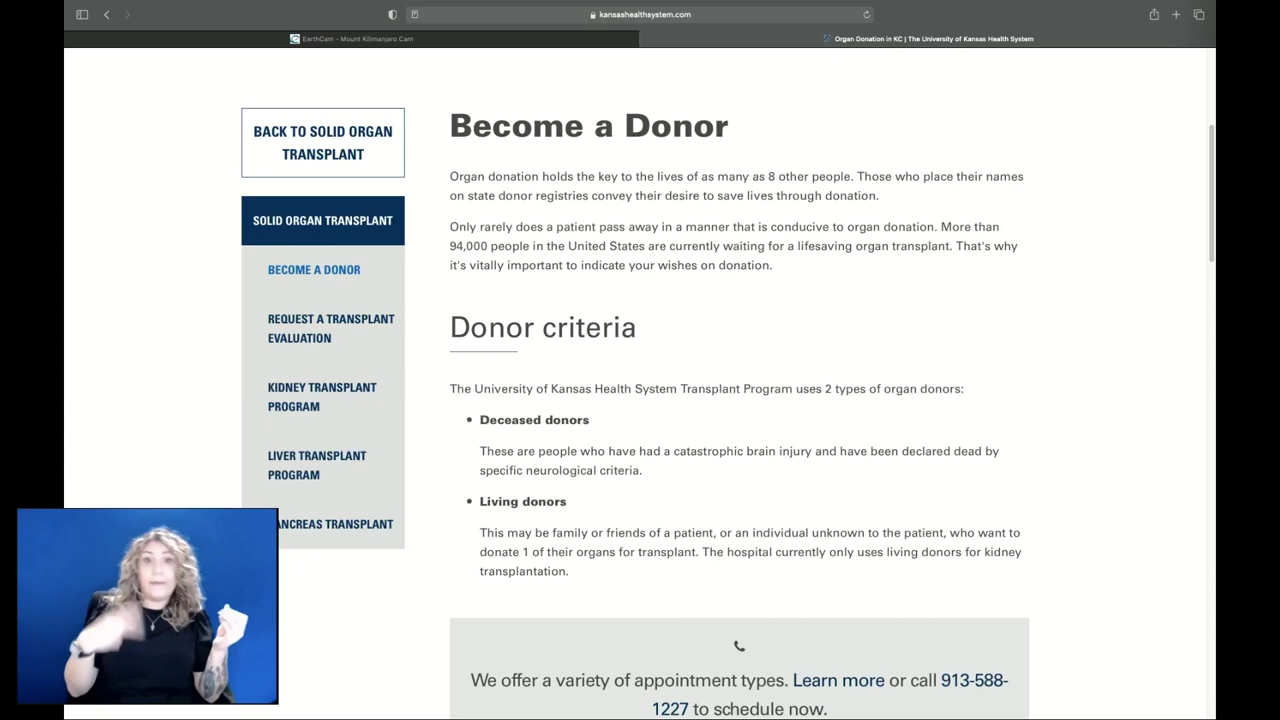 kansashealthsystem.com
EarthCam - Mount Kilimanjaro Cam
Organ Donation in KC | The University of Kansas Health System
BACK TO SOLID ORGAN
TRANSPLANT
SOLID ORGAN TRANSPLANT
BECOME A DONOR
REQUEST A TRANSPLANT
EVALUATION
KIDNEY TRANSPLANT
PROGRAM
LIVER TRANSPLANT
PROGRAM
ANCREAS TRANSPLANT
Become a Donor
Organ donation holds the key to the lives of as many as 8 other people. Those who place their names
on state donor registries convey their desire to save lives through donation.
Only rarely does a patient pass away in a manner that is conducive to organ donation. More than
94,000 people in the United States are currently waiting for a lifesaving organ transplant. That's why
it's vitally important to indicate your wishes on donation.
Donor criteria
The University of Kansas Health System Transplant Program uses 2 types of organ donors:
• Deceased donors
These are people who have had a catastrophic brain injury and have been declared dead by
specific neurological criteria.
• Living donors
This may be family or friends of a patient, or an individual unknown to the patient, who want to
donate 1 of their organs for transplant. The hospital currently only uses living donors for kidney
transplantation.
We offer a variety of appointment types. Learn more or call 913-588-
1227 to schedule now.